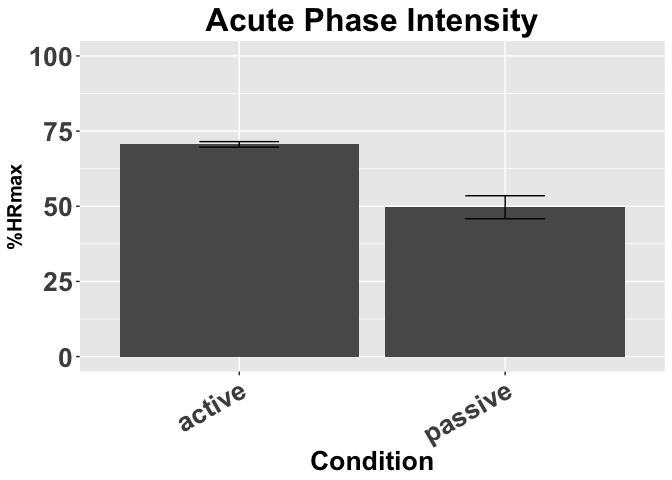 Acute Phase Intensity
%HRmax
100
75
50
25
0
active
passive
Condition